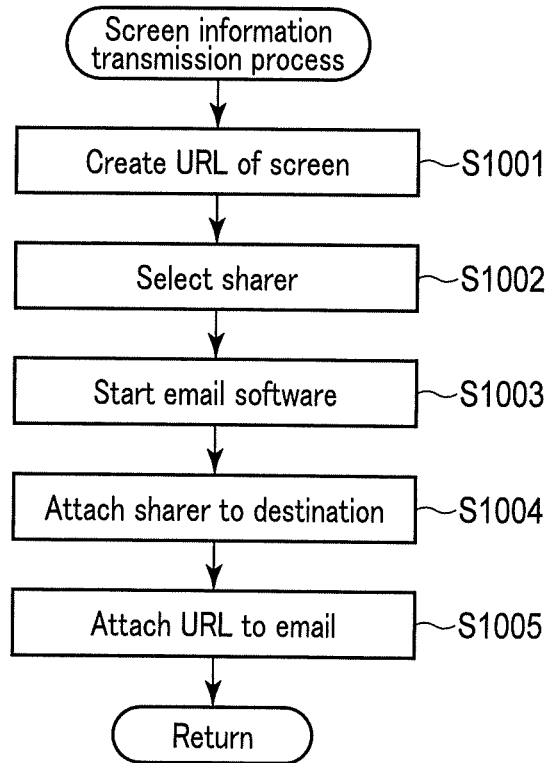 Screen information
transmission process
Create URL of screen S1001
Select sharer S1002
Start email software S1003
Attach sharer to destination S1004
Attach URL to email S1005
Return